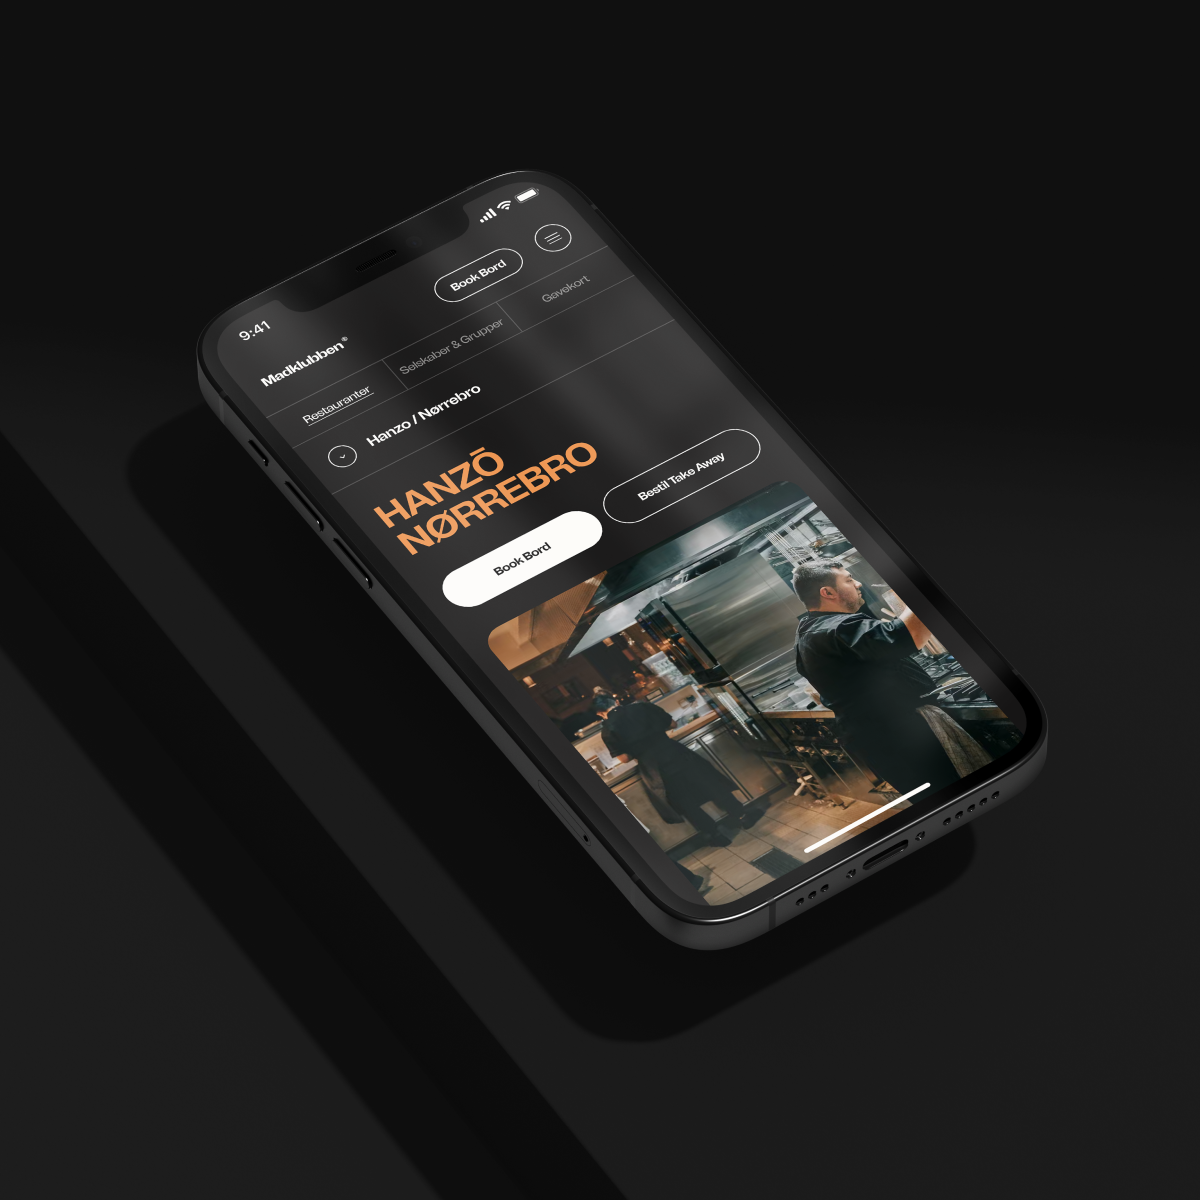 9:41
Madklubben®
Book Bord
Restauranter
Selskaber & Grupper
Gavekort
Hanzo / Nørrebro
HANZŌ
NØRREBRO
Book Bord
Bestil Take Away